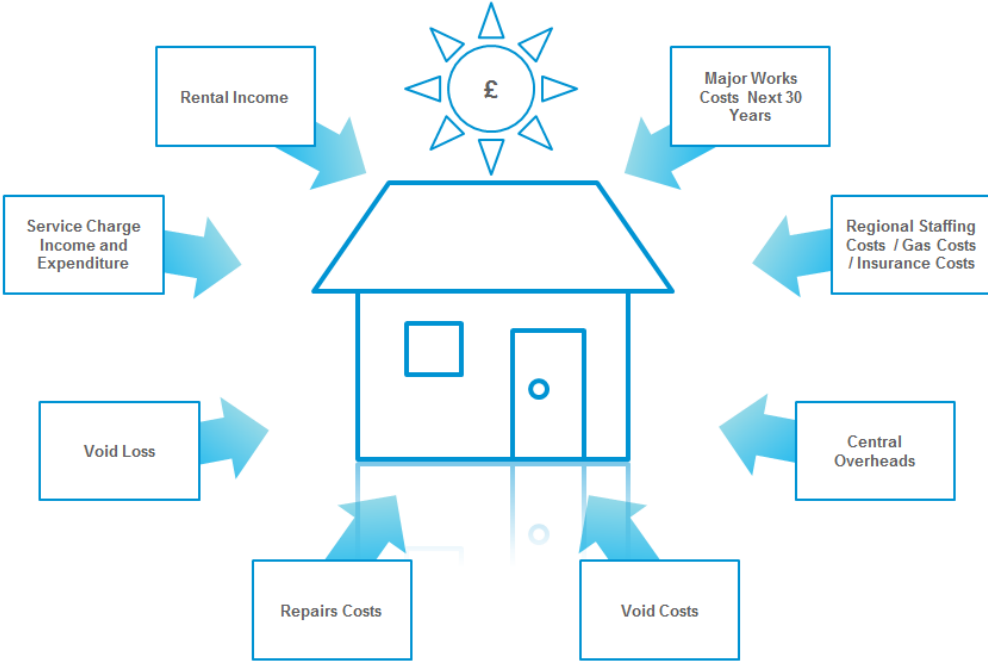 £
Rental Income
Major Works
Costs Next 30
Years
Service Charge
Income and
Expenditure
Regional Staffing
Costs / Gas Costs
/ Insurance Costs
Void Loss
Central
Overheads
Repairs Costs
Void Costs